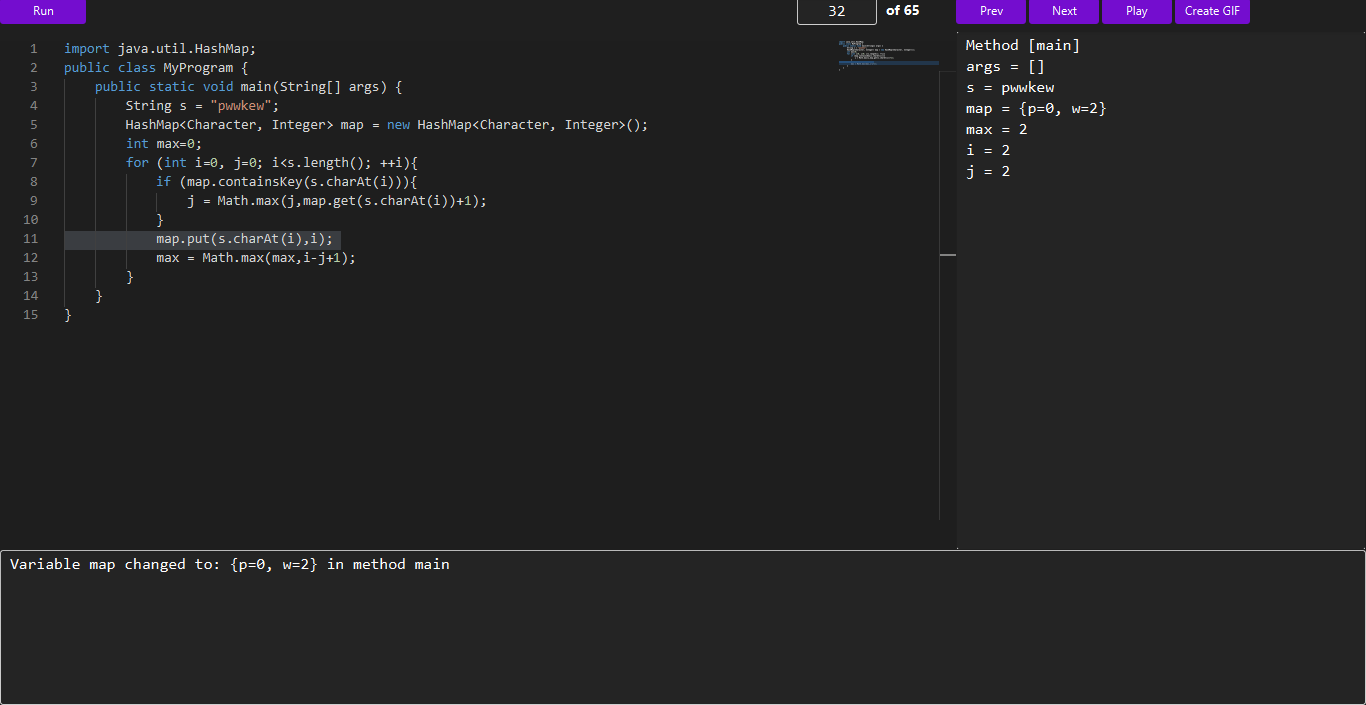 Run
32 of 65
Prev Next Play Create GIF
1 import java.util.HashMap;
2 public class MyProgram {
3 public static void main(String[] args) {
4 String s = "pwwkew";
5 HashMap<Character, Integer> map = new HashMap<Character, Integer>();
6 int max=0;
7 for (int i=0, j=0; i<s.length(); ++i){
8 if (map.containsKey(s.charAt(i))){
9 j = Math.max(j,map.get(s.charAt(i))+1);
10 }
11 map.put(s.charAt(i),i);
12 max = Math.max(max,i-j+1);
13 }
14 }
15 }
Method [main]
args = []
s = pwwkew
map = {p=0, w=2}
max = 2
i = 2
j = 2
Variable map changed to: {p=0, w=2} in method main